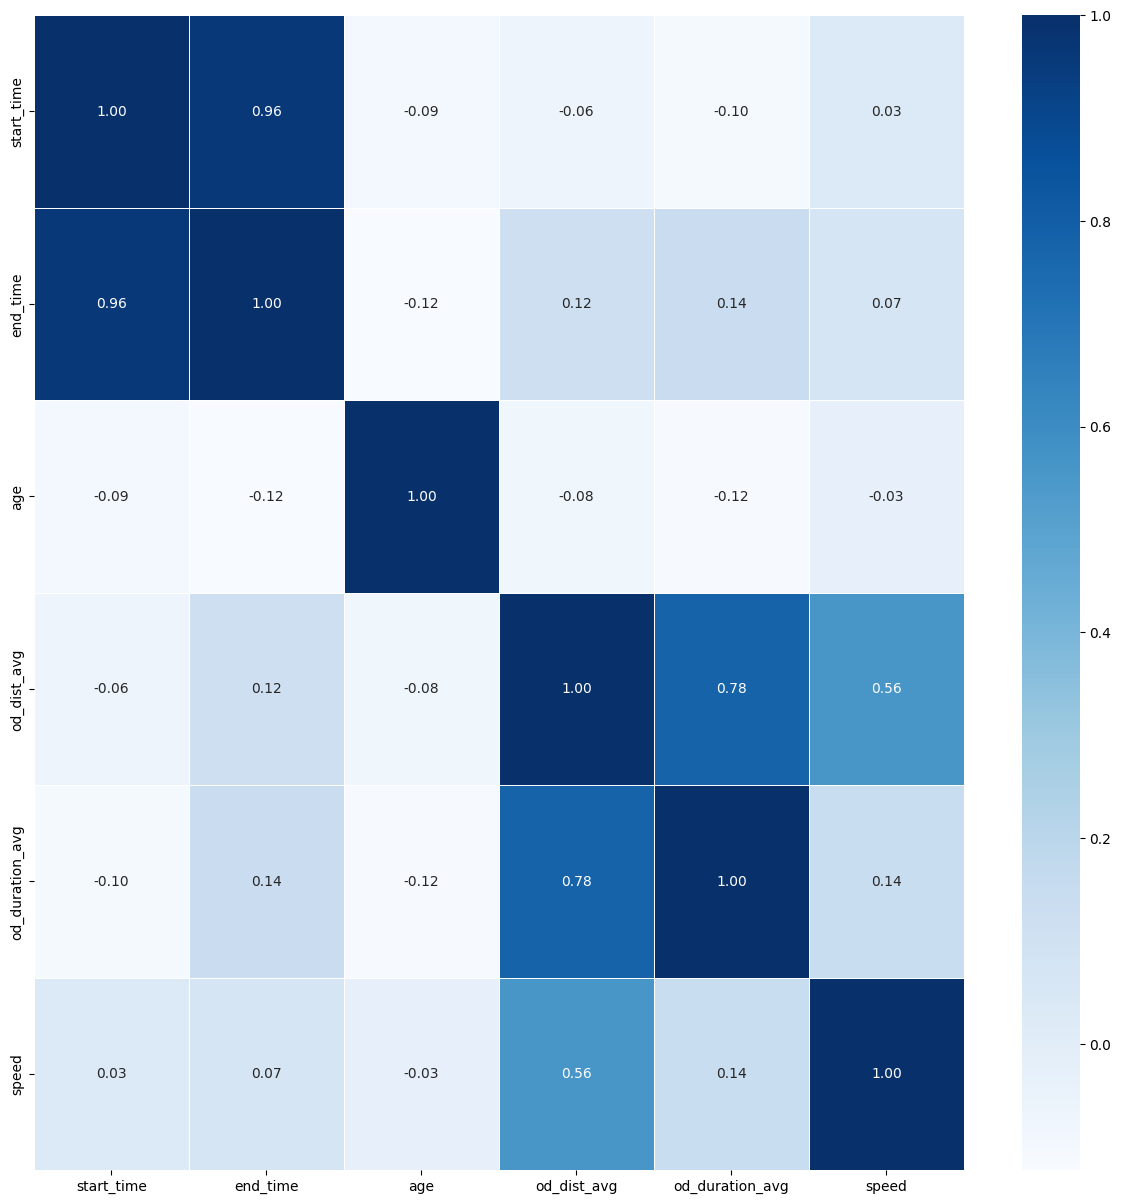 start_time 1.00 0.96 -0.09 -0.06 -0.10 0.03
end_time 0.96 1.00 -0.12 0.12 0.14 0.07
age -0.09 -0.12 1.00 -0.08 -0.12 -0.03
od_dist_avg -0.06 0.12 -0.08 1.00 0.78 0.56
od_duration_avg -0.10 0.14 -0.12 0.78 1.00 0.14
speed 0.03 0.07 -0.03 0.56 0.14 1.00
start_time end_time age od_dist_avg od_duration_avg speed
1.0
0.8
0.6
0.4
0.2
0.0